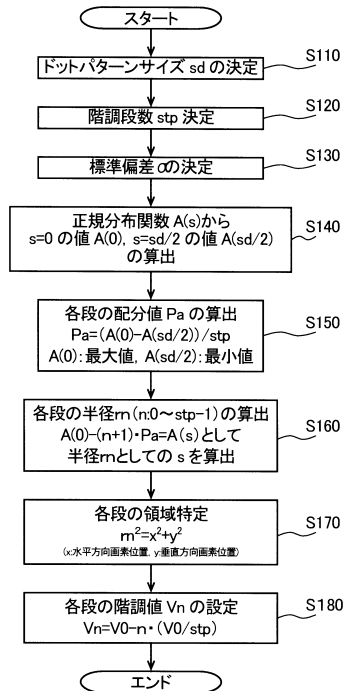 スタート
ドットパターンサイズ sd の決定
S110
階調段数 stp 決定
S120
標準偏差σの決定
S130
正規分布関数 A(s)から
s=0 の値 A(0), s=sd/2 の値 A(sd/2)
の算出
S140
各段の配分値 Pa の算出
Pa=(A(0)-A(sd/2))/stp
A(0):最大値, A(sd/2):最小値
S150
各段の半径rn(n:0〜stp-1)の算出
A(0)-(n+1)・Pa=A(s)として
半径rnとしての s を算出
S160
各段の領域特定
rn²=x²+y²
(x:水平方向画素位置, y:垂直方向画素位置)
S170
各段の階調値 Vn の設定
Vn=V0-n・(V0/stp)
S180
エンド